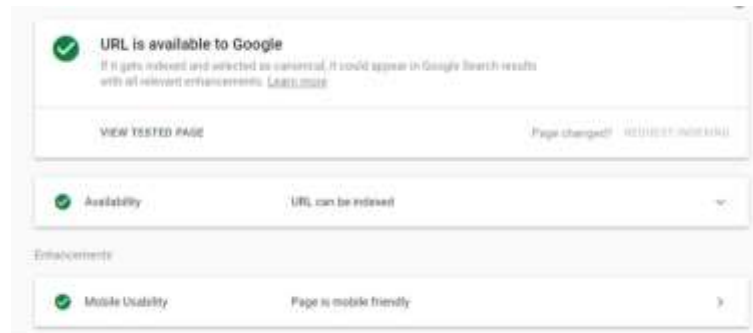 URL is available to Google
If it gets indexed and selected as canonical, it could appear in Google Search results
with all relevant enhancements. Learn more
VIEW TESTED PAGE
Page changed? REQUEST INDEXING
Availability URL can be indexed
Enhancements
Mobile Usability Page is mobile friendly